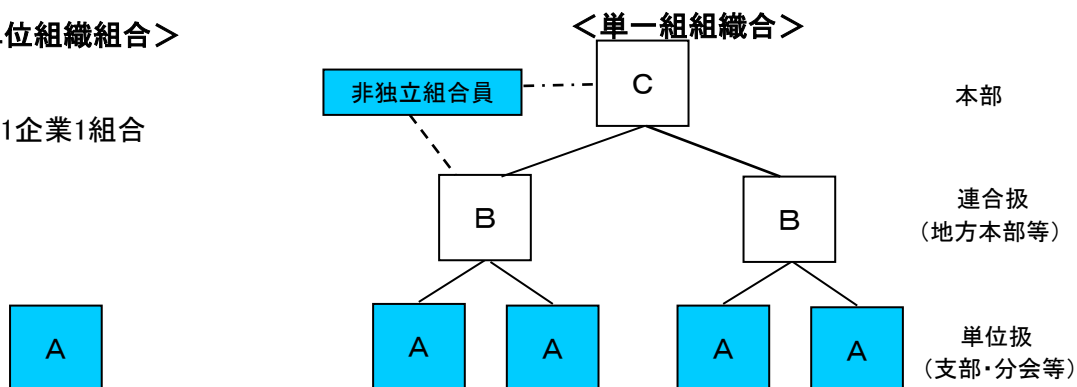 位組織組合＞
＜単一組組織合＞
非独立組合員
C
本部
1企業1組合
B
B
連合扱
（地方本部等）
A
A
A
A
A
単位扱
（支部・分会等）